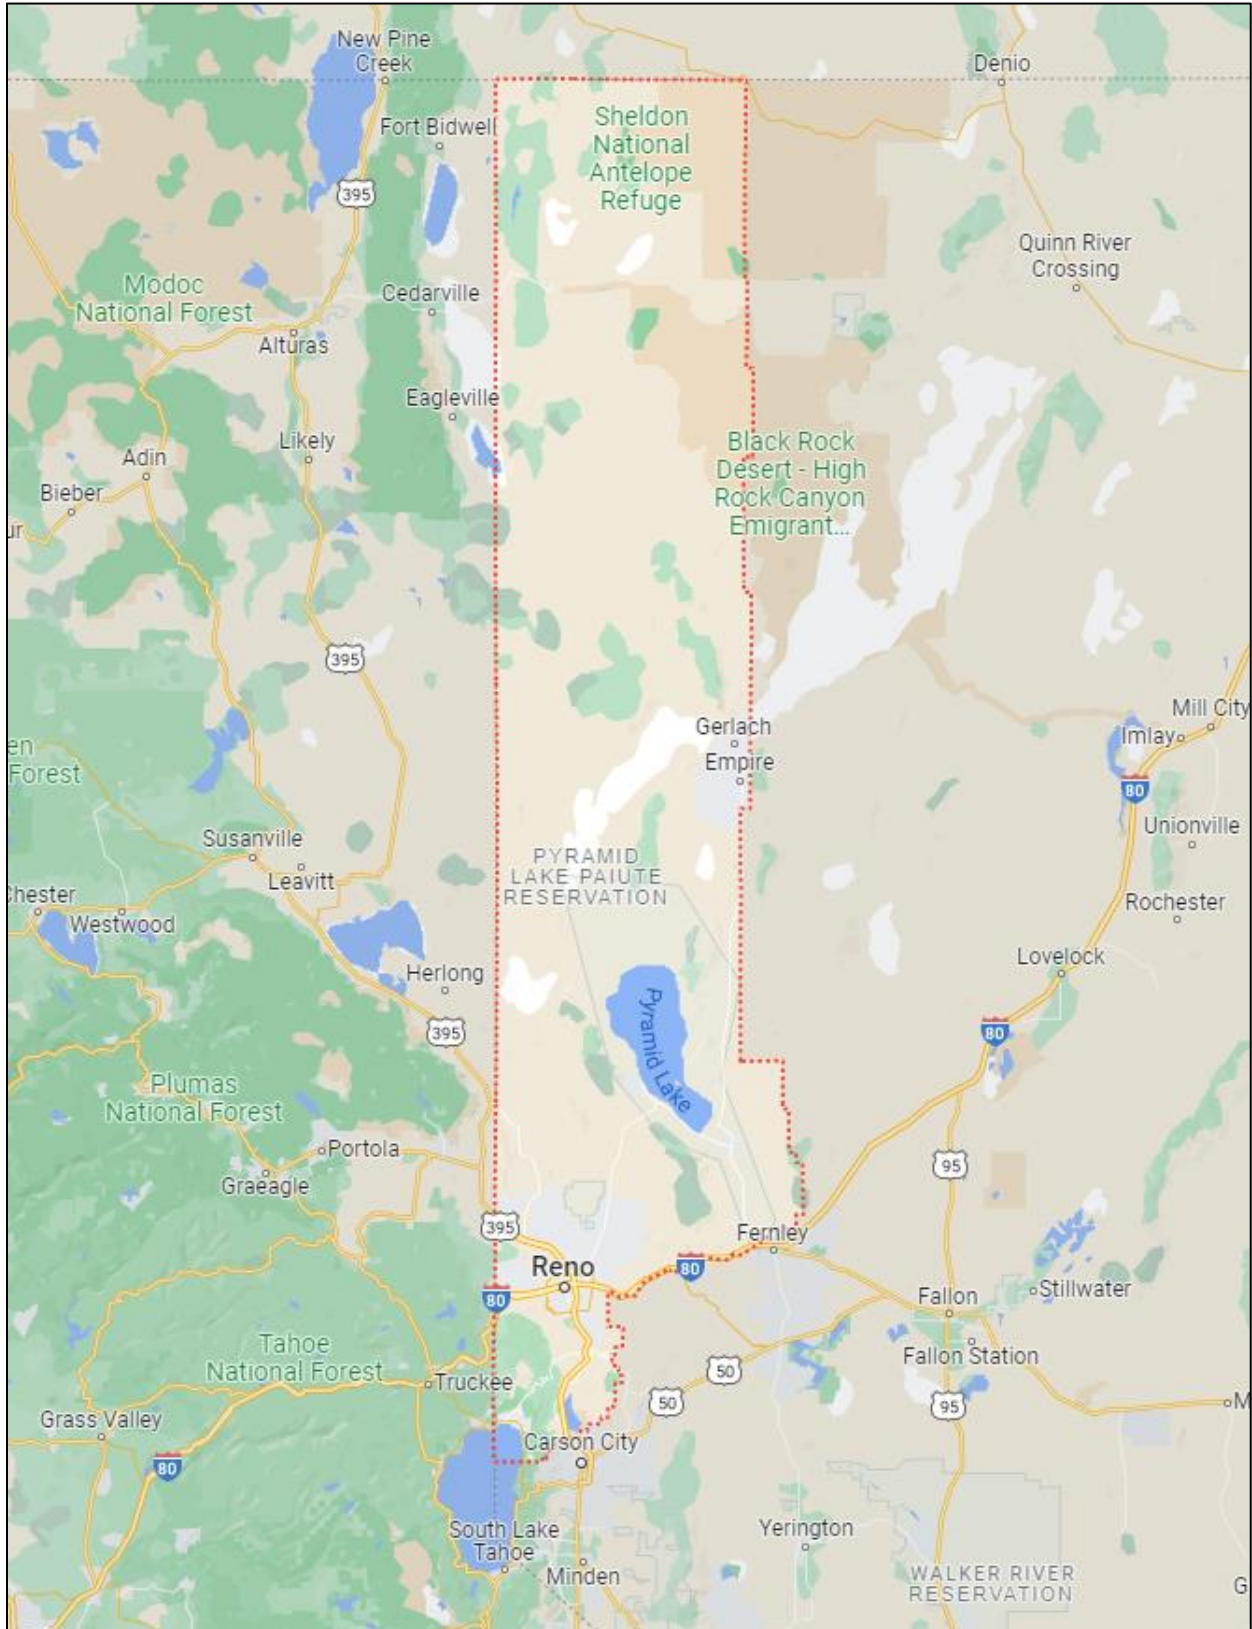 New Pine
Creek
Denio
Sheldon
National
Antelope
Refuge
Fort Bidwell
395
Quinn River
Crossing
Modoc
National Forest
Cedarville
Alturas
Eagleville
Black Rock
Desert - High
Rock Canyon
Emigrant...
Likely
Adin
Bieber
ur
395
Gerlach
Empire
Mill City
Imlay
en
Forest
80
Unionville
Susanville
Leavitt
PYRAMID
LAKE PAIUTE
RESERVATION
Chester
Westwood
Rochester
Lovelock
Herlong
Pyramid Lake
395
80
Plumas
National Forest
Portola
Graeagle
95
395
Fernley
Reno
80
80
Fallon
Stillwater
Tahoe
National Forest
Fallon Station
Truckee
50
50
95
M
Grass Valley
Carson City
80
South Lake
Tahoe
Yerington
Minden
WALKER RIVER
RESERVATION
G